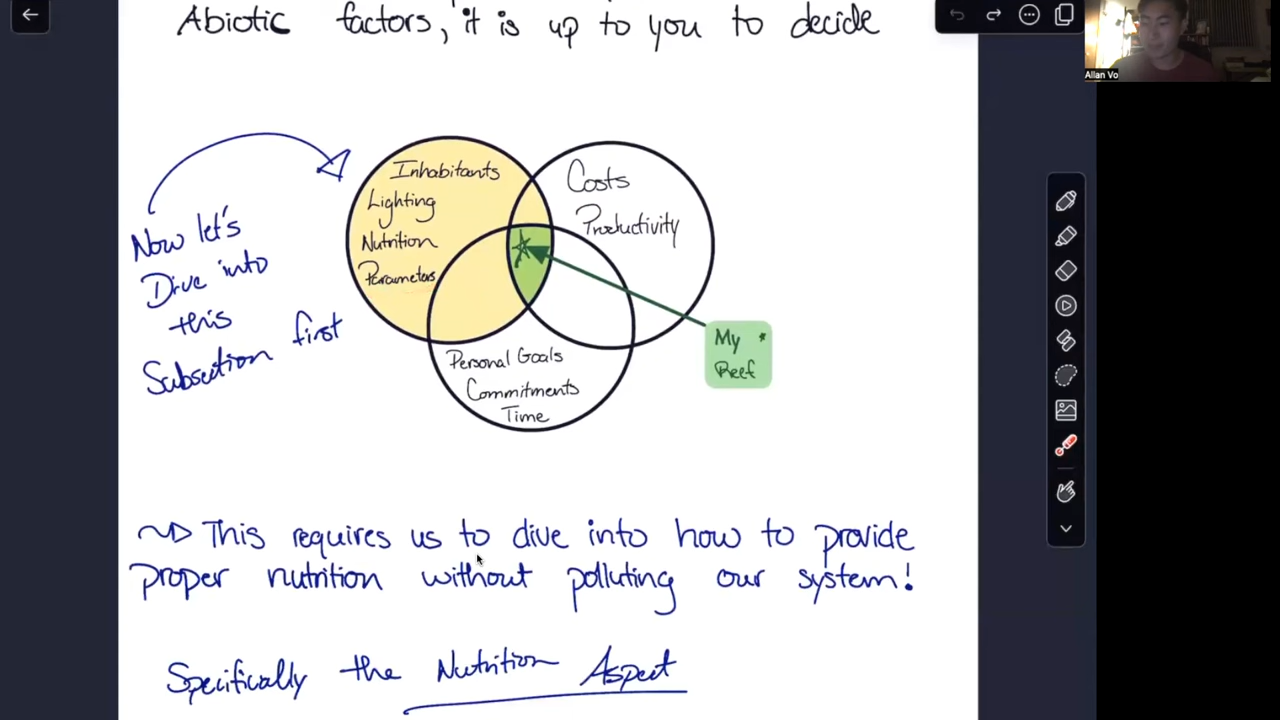 Abiotic factors, it is up to you to decide
Allan Vo
Now let's
Dive into
this
Subsection first
Inhabitants
Lighting
Nutrition
Parameters
Costs
Productivity
My *
Reef
Personal Goals
Commitments
Time
This requires us to dive into how to provide
proper nutrition without polluting our system!
Specifically the Nutrition Aspect